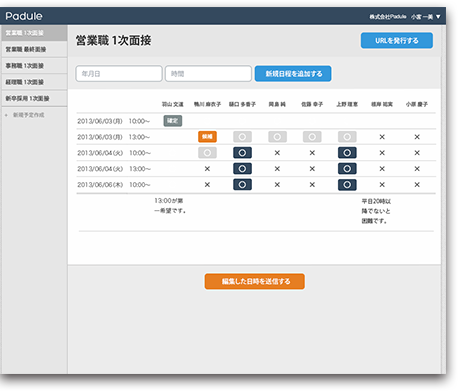 Padule
株式会社Padule 小宮 一美 ▼
営業職 1次面接
営業職 最終面接
事務職 1次面接
経理職 1次面接
新卒採用 1次面接
+ 新規予定作成
営業職 1次面接
URLを発行する
年月日 時間 新規日程を追加する
羽山 文道 鴨川 麻衣子 樋口 多香子 岡島 純 佐藤 幸子 上野 理恵 根岸 聡実 小原 慶子
2013/06/03(月) 10:00〜 確定
2013/06/03(月) 13:00〜 候補 ○ ○ ○ ○ × ×
2013/06/04(火) 10:00〜 ○ ○ × × ○ × ×
2013/06/04(火) 13:00〜 × ○ × × ○ × ×
2013/06/06(木) 10:00〜 × ○ × × ○ × ×
13:00が第
一希望です。
平日20時以
降でないと
困難です。
編集した日時を送信する